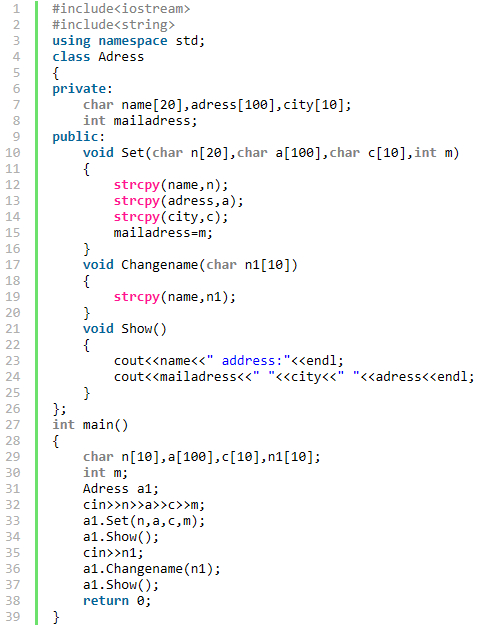 1 #include<iostream>
2 #include<string>
3 using namespace std;
4 class Adress
5 {
6 private:
7     char name[20],adress[100],city[10];
8     int mailadress;
9 public:
10     void Set(char n[20],char a[100],char c[10],int m)
11     {
12         strcpy(name,n);
13         strcpy(adress,a);
14         strcpy(city,c);
15         mailadress=m;
16     }
17     void Changename(char n1[10])
18     {
19         strcpy(name,n1);
20     }
21     void Show()
22     {
23         cout<<name<<" address:"<<endl;
24         cout<<mailadress<<" "<<city<<" "<<adress<<endl;
25     }
26 };
27 int main()
28 {
29     char n[10],a[100],c[10],n1[10];
30     int m;
31     Adress a1;
32     cin>>n>>a>>c>>m;
33     a1.Set(n,a,c,m);
34     a1.Show();
35     cin>>n1;
36     a1.Changename(n1);
37     a1.Show();
38     return 0;
39 }